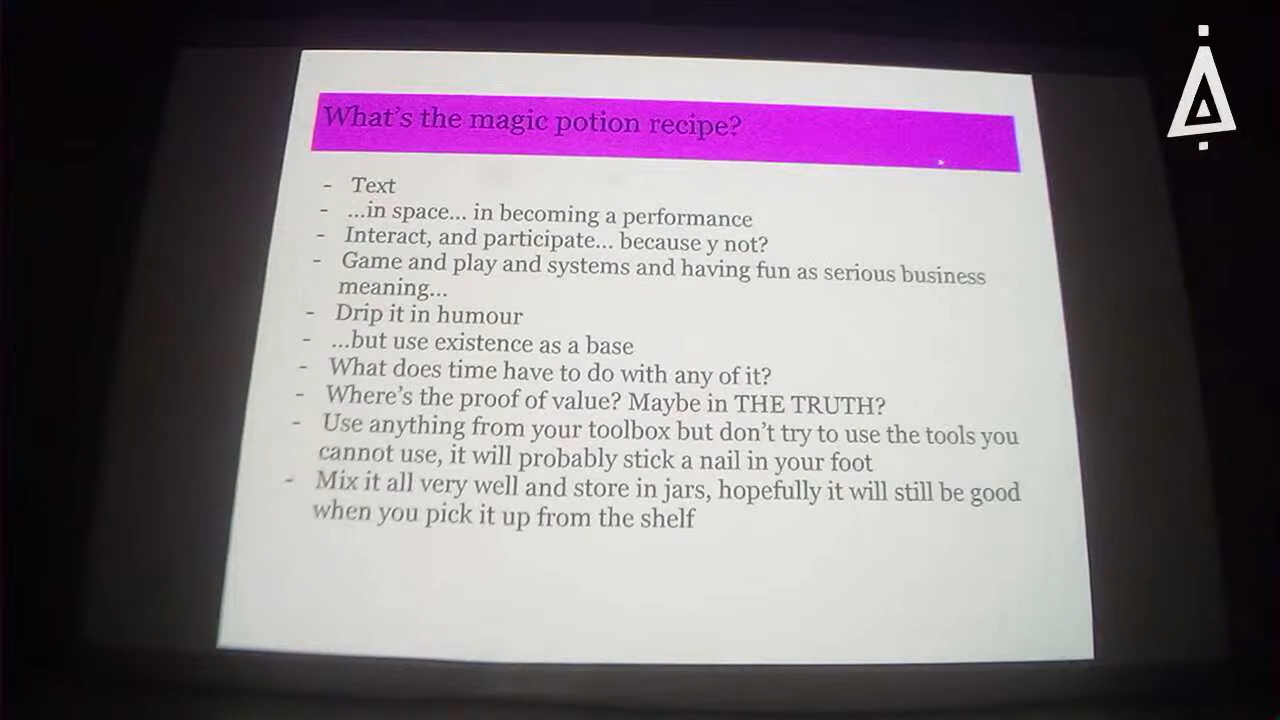 What's the magic potion recipe?
- Text
- ...in space... in becoming a performance
- Interact, and participate... because y not?
- Game and play and systems and having fun as serious business
meaning...
- Drip it in humour
- ...but use existence as a base
- What does time have to do with any of it?
- Where's the proof of value? Maybe in THE TRUTH?
- Use anything from your toolbox but don't try to use the tools you
cannot use, it will probably stick a nail in your foot
- Mix it all very well and store in jars, hopefully it will still be good
when you pick it up from the shelf